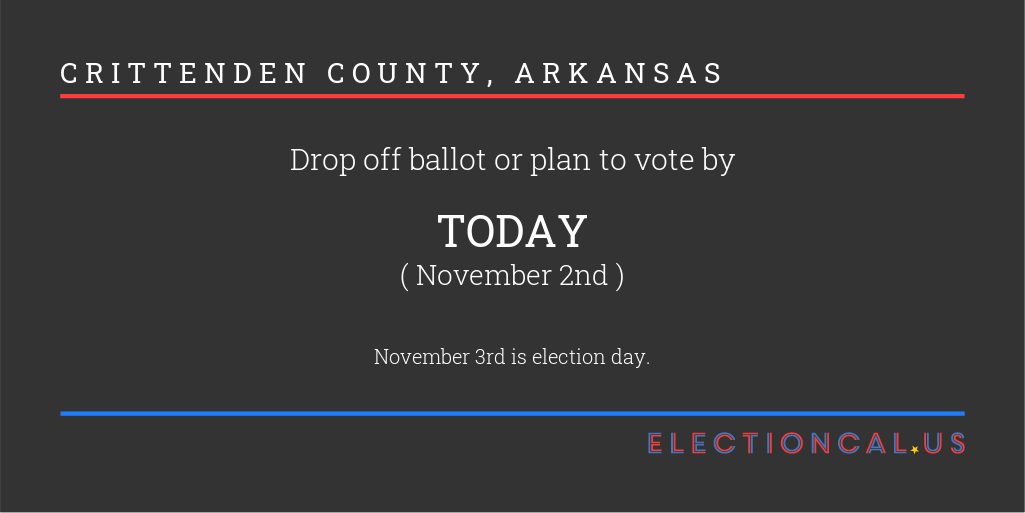 CRITTENDEN COUNTY, ARKANSAS
Drop off ballot or plan to vote by
TODAY
( November 2nd )
November 3rd is election day.
ELECTIONCAL.US